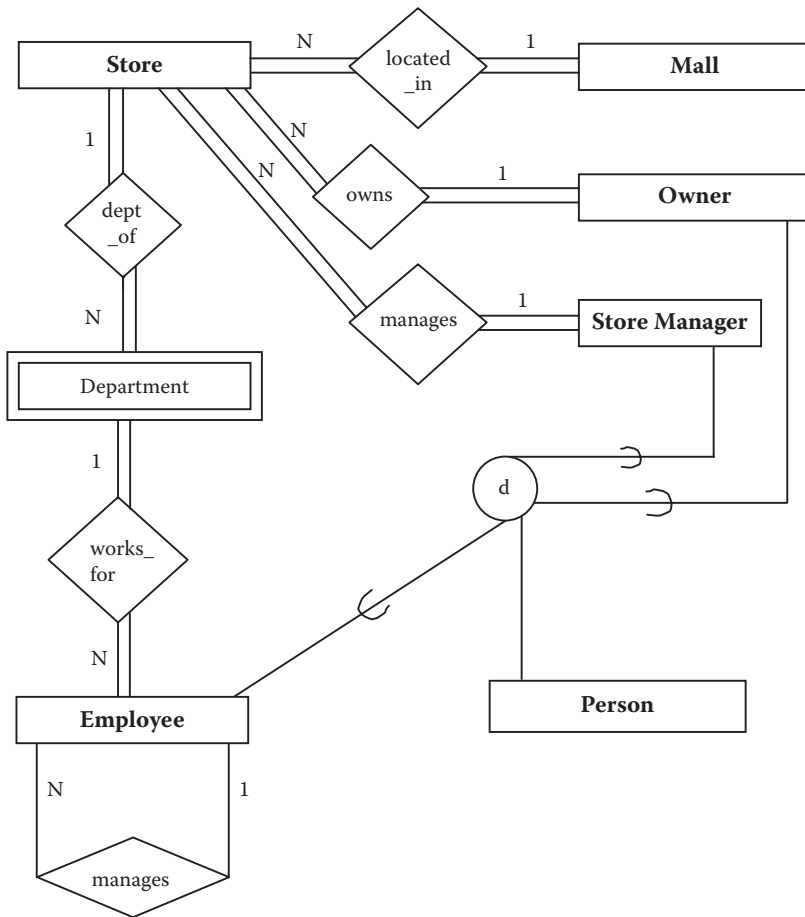 Store
N
located
_in
1
Mall
1
N
N
owns
1
Owner
dept
_of
N
manages
1
Store Manager
Department
1
d
works_
for
N
Employee
Person
N
1
manages